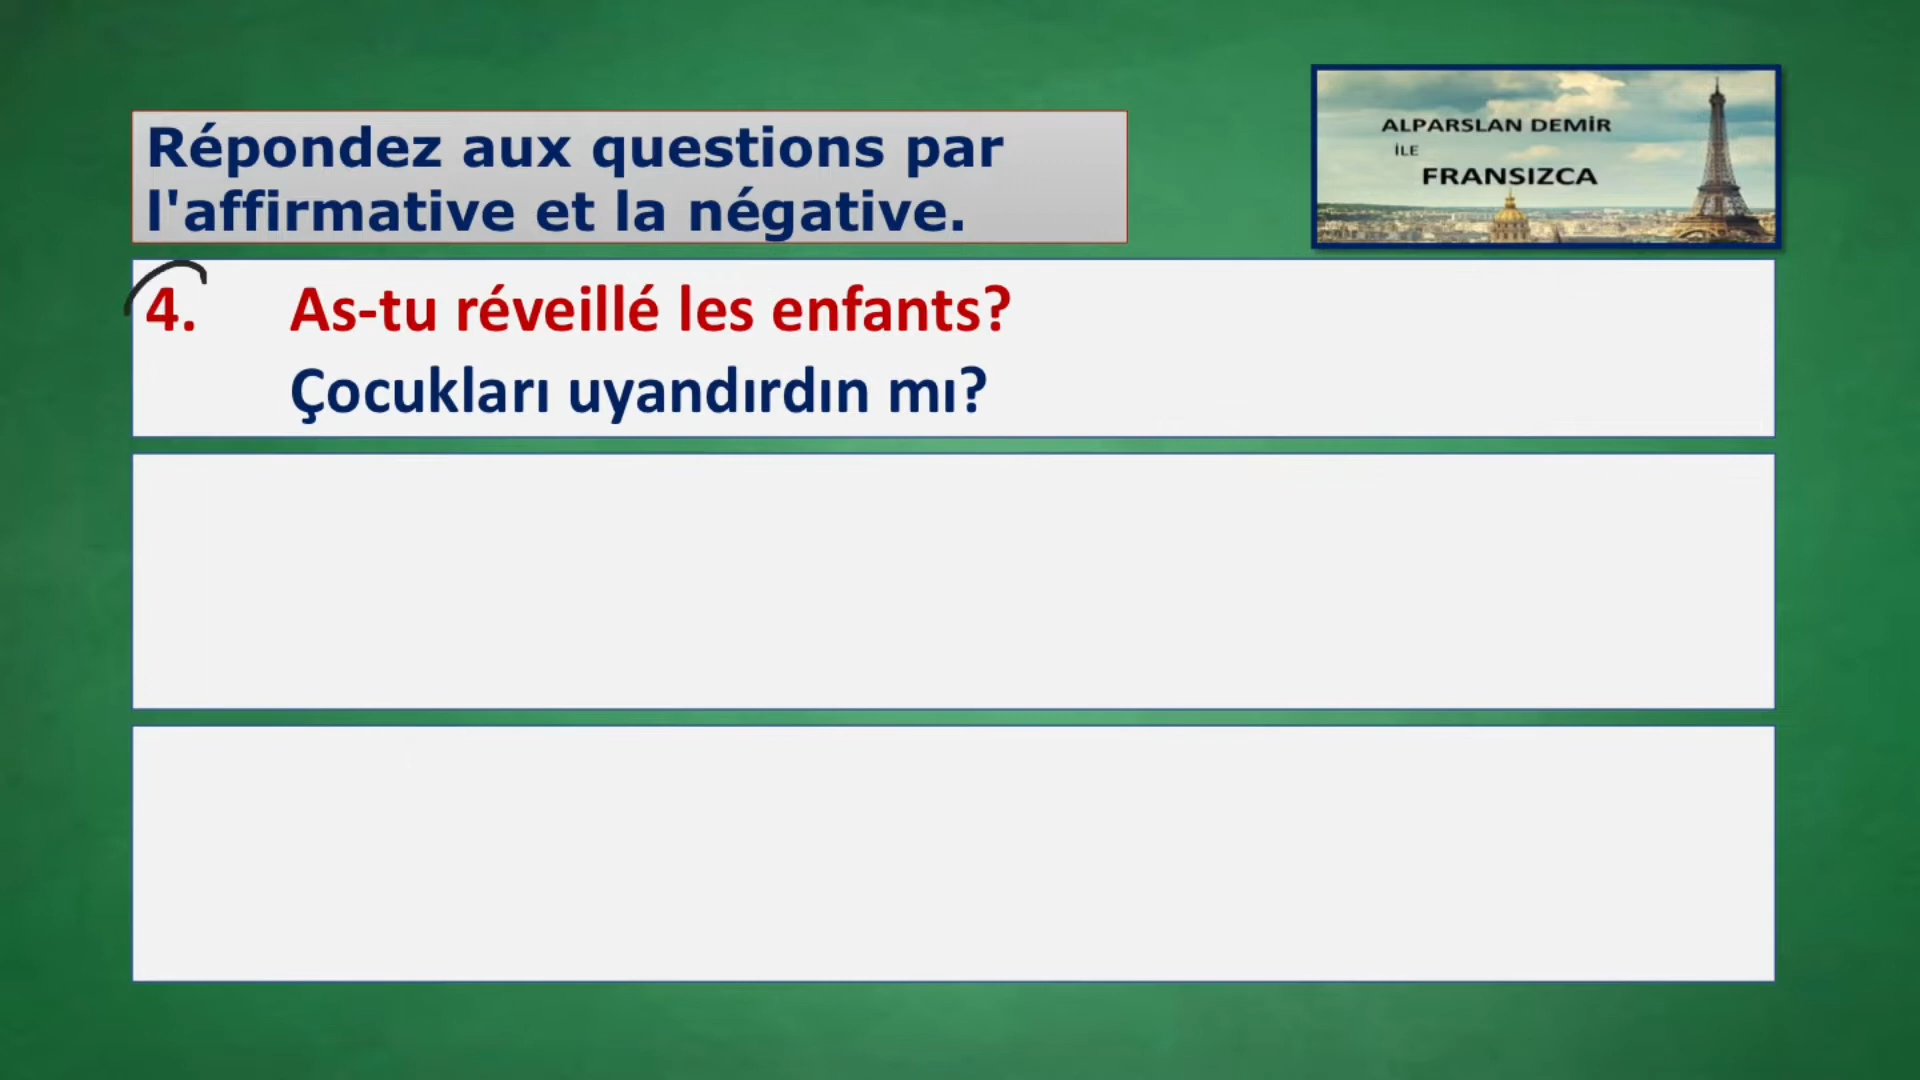 Répondez aux questions par
l'affirmative et la négative.
ALPARSLAN DEMİR
İLE
FRANSIZCA
4. As-tu réveillé les enfants?
Çocukları uyandırdın mı?